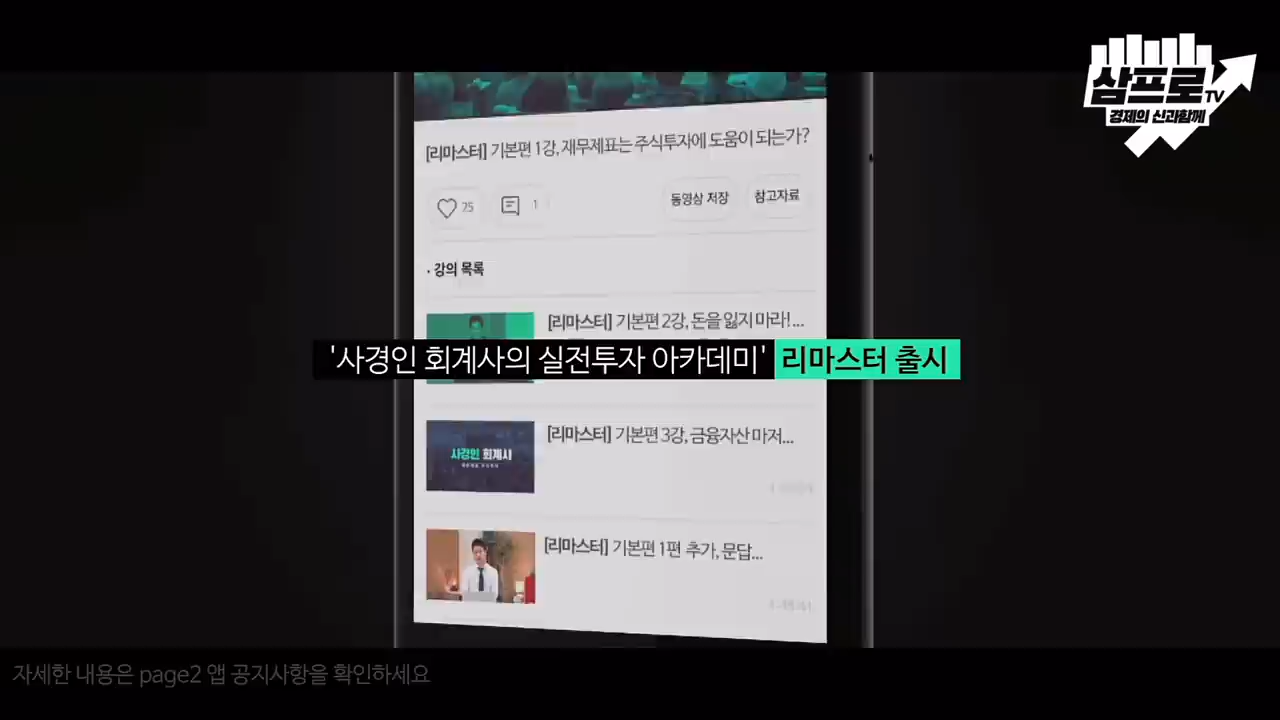 삼프로TV
경제의 신과함께
[리마스터] 기본편 1강, 재무제표는 주식투자에 도움이 되는가?
75
1
동영상 저장
참고자료
· 강의 목록
[리마스터] 기본편 2강, 돈을 잃지 마라!...
'사경인 회계사의 실전투자 아카데미' 리마스터 출시
사경인 회계사
[리마스터] 기본편 3강, 금융자산 마저...
[리마스터] 기본편 1편 추가, 문답...
자세한 내용은 page2 앱 공지사항을 확인하세요